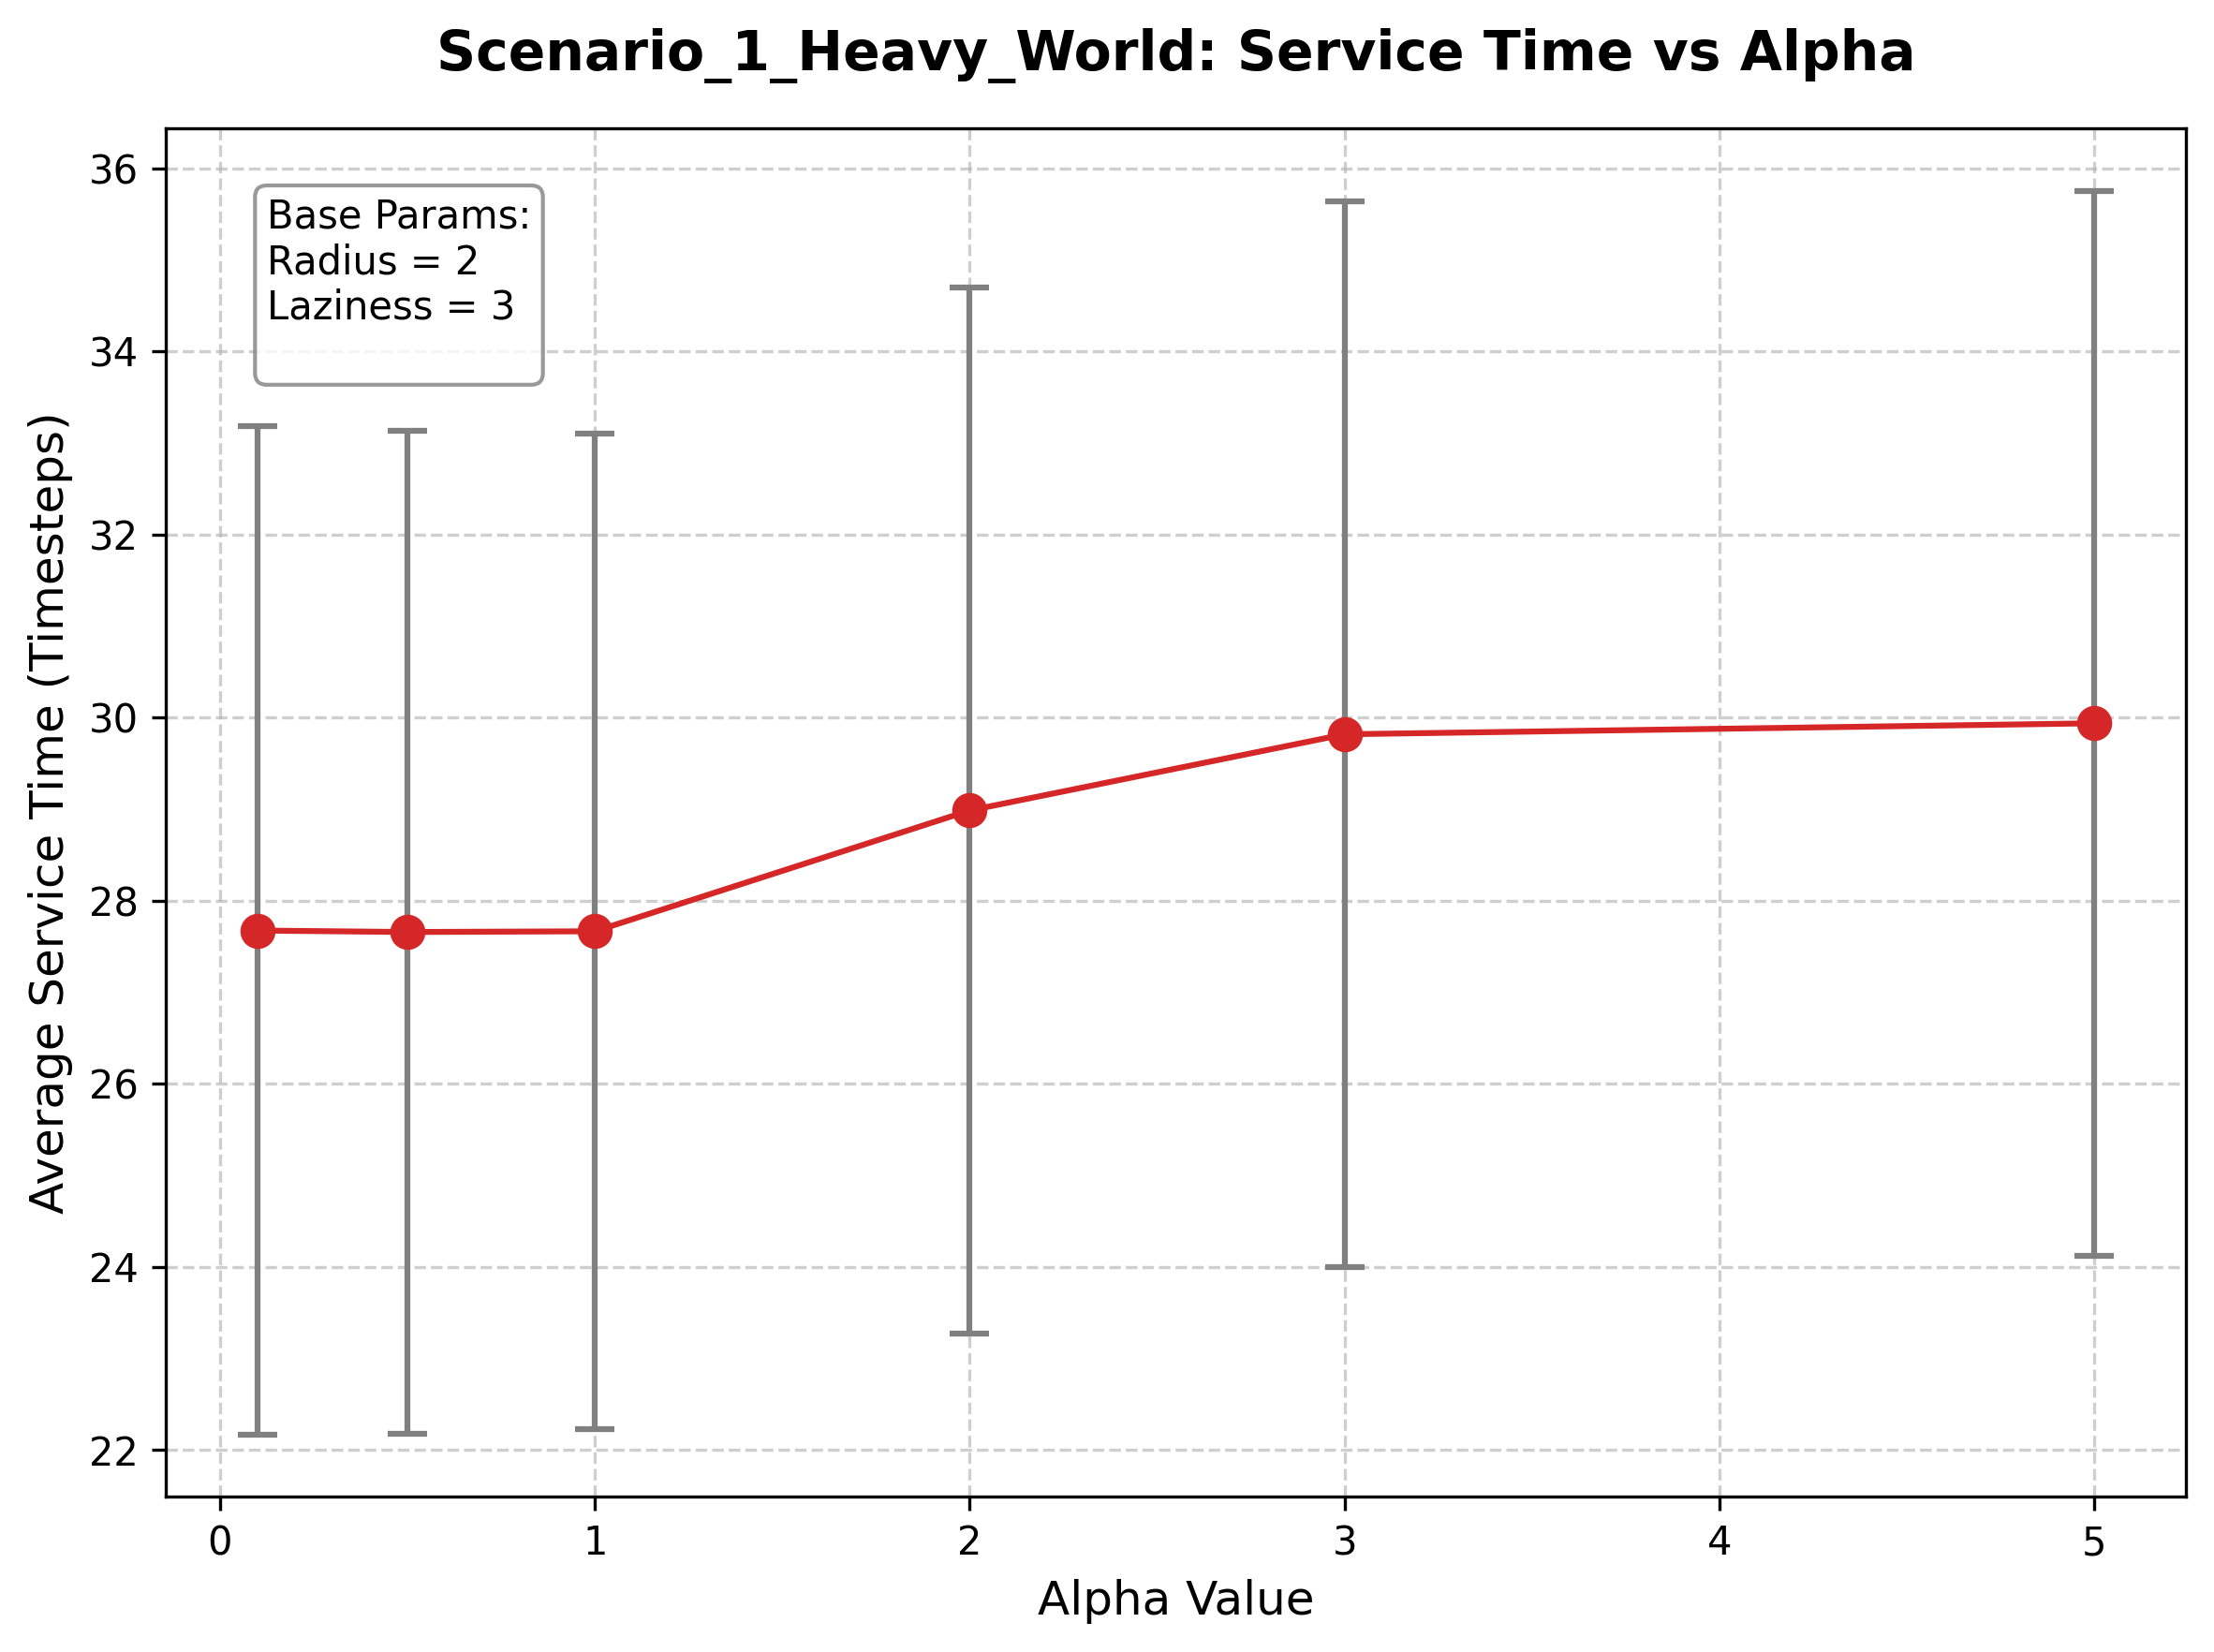 Scenario_1_Heavy_World: Service Time vs Alpha
Base Params:
Radius = 2
Laziness = 3
Average Service Time (Timesteps)
36
34
32
30
28
26
24
22
0 1 2 3 4 5
Alpha Value